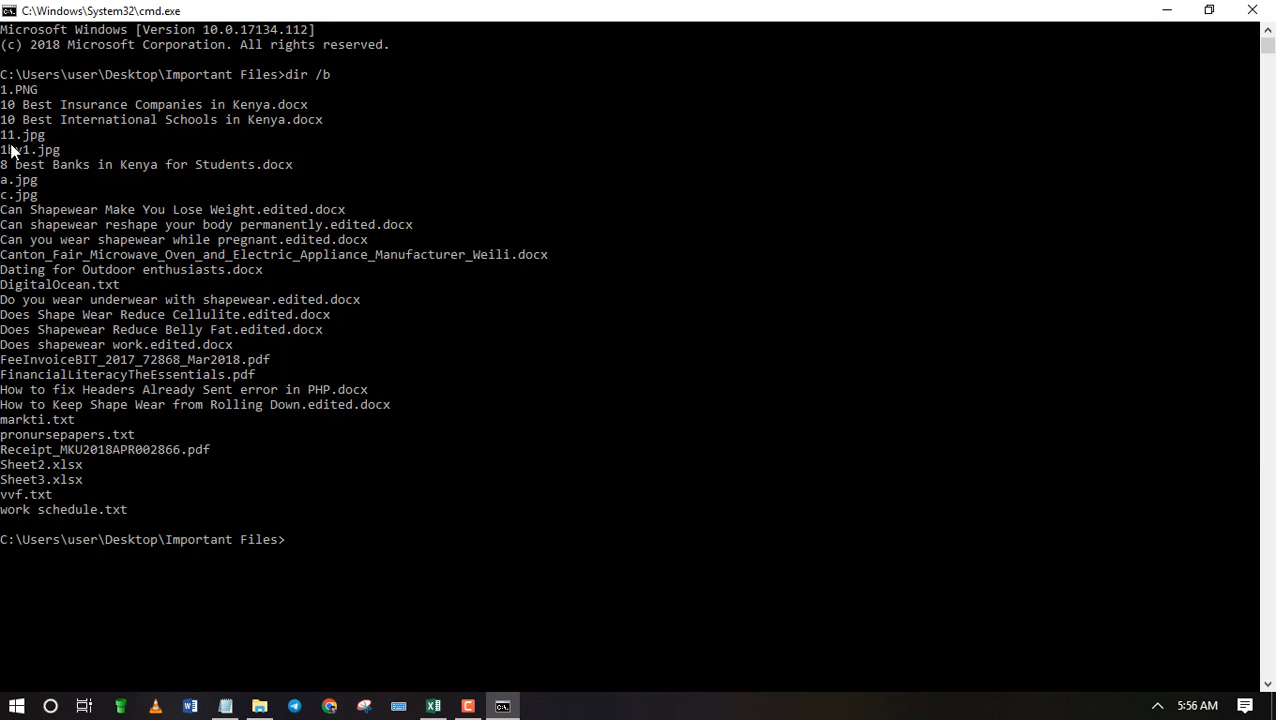 C:\Windows\System32\cmd.exe
Microsoft Windows [Version 10.0.17134.112]
(c) 2018 Microsoft Corporation. All rights reserved.
C:\Users\user\Desktop\Important Files>dir /b
1.PNG
10 Best Insurance Companies in Kenya.docx
10 Best International Schools in Kenya.docx
11.jpg
1by1.jpg
8 best Banks in Kenya for Students.docx
a.jpg
c.jpg
Can Shapewear Make You Lose Weight.edited.docx
Can shapewear reshape your body permanently.edited.docx
Can you wear shapewear while pregnant.edited.docx
Canton_Fair_Microwave_Oven_and_Electric_Appliance_Manufacturer_Weili.docx
Dating for Outdoor enthusiasts.docx
DigitalOcean.txt
Do you wear underwear with shapewear.edited.docx
Does Shape Wear Reduce Cellulite.edited.docx
Does Shapewear Reduce Belly Fat.edited.docx
Does shapewear work.edited.docx
FeeInvoiceBIT_2017_72868_Mar2018.pdf
FinancialLiteracyTheEssentials.pdf
How to fix Headers Already Sent error in PHP.docx
How to Keep Shape Wear from Rolling Down.edited.docx
markti.txt
pronursepapers.txt
Receipt_MKU2018APR002866.pdf
Sheet2.xlsx
Sheet3.xlsx
vvf.txt
work schedule.txt
C:\Users\user\Desktop\Important Files>
5:56 AM